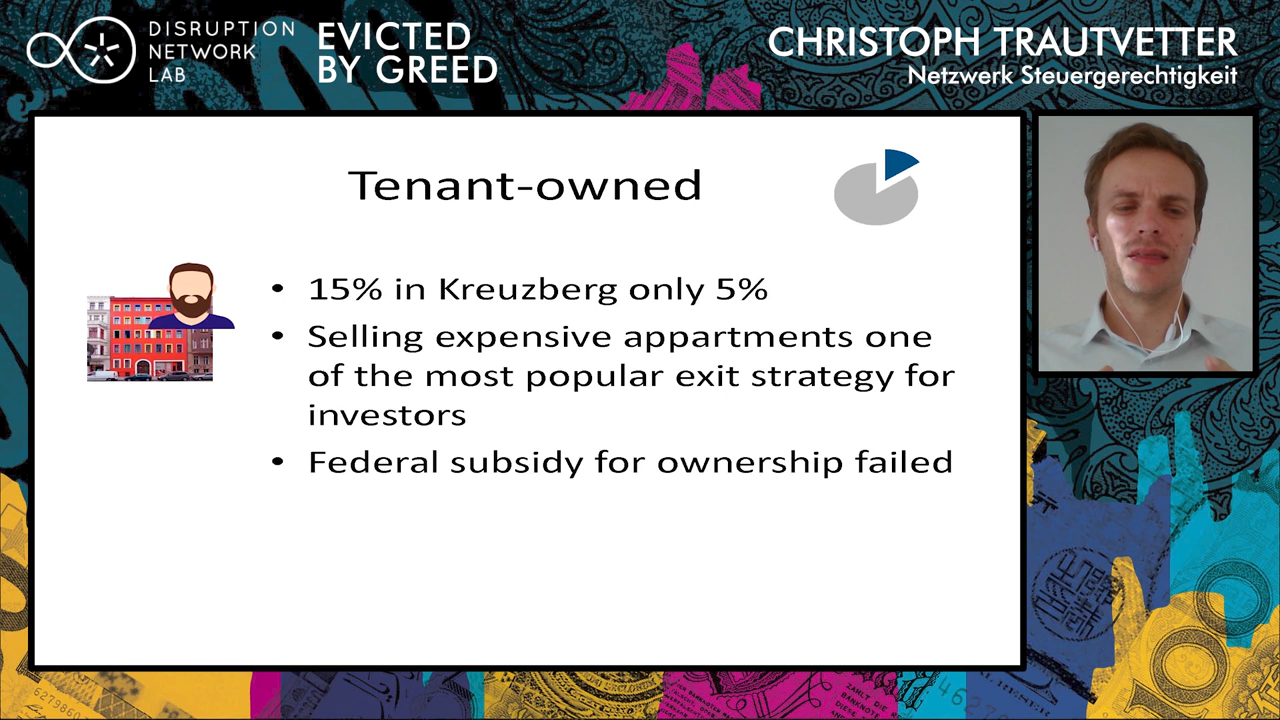 DISRUPTION
NETWORK
LAB
EVICTED
BY GREED
CHRISTOPH TRAUTVETTER
Netzwerk Steuergerechtigkeit
Tenant-owned
• 15% in Kreuzberg only 5%
• Selling expensive appartments one
of the most popular exit strategy for
investors
• Federal subsidy for ownership failed